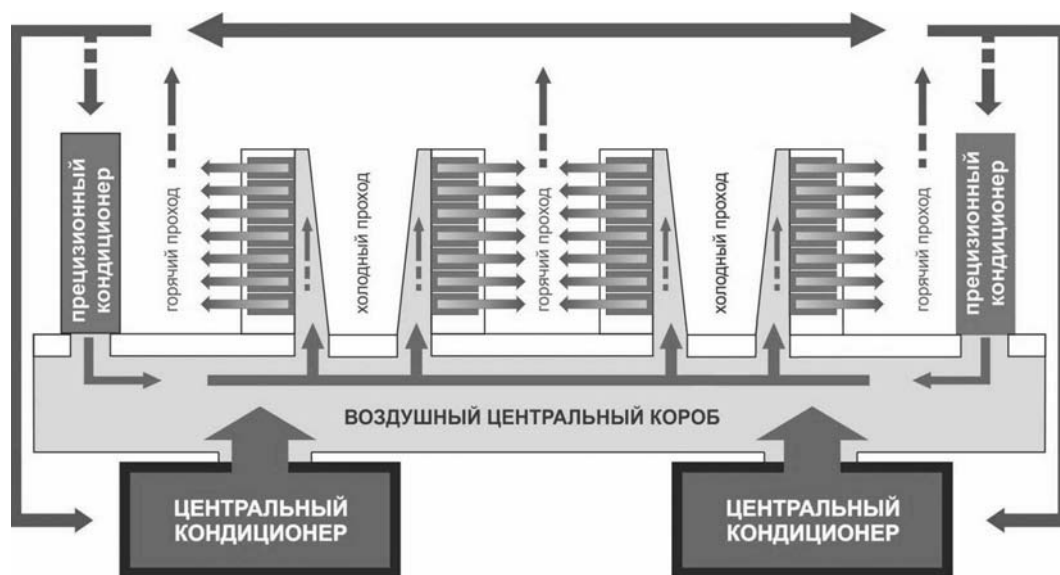 прецизионный
кондиционер
горячий проход
холодный проход
горячий проход
холодный проход
горячий проход
прецизионный
кондиционер
ВОЗДУШНЫЙ ЦЕНТРАЛЬНЫЙ КОРОБ
ЦЕНТРАЛЬНЫЙ
КОНДИЦИОНЕР
ЦЕНТРАЛЬНЫЙ
КОНДИЦИОНЕР